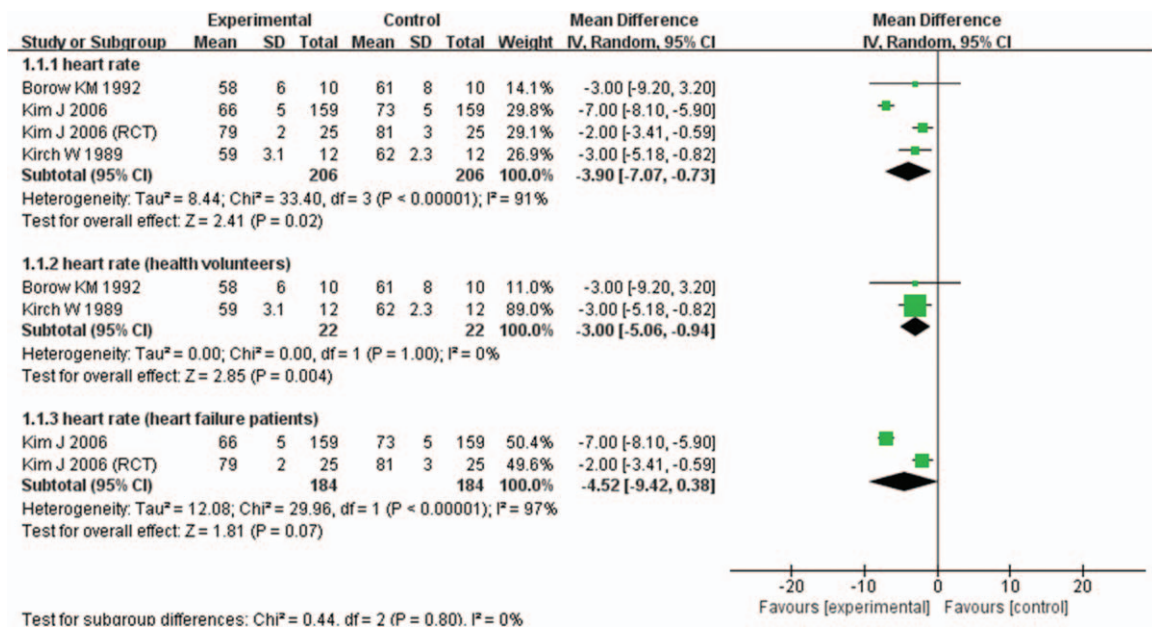 Experimental Control Mean Difference Mean Difference
Study or Subgroup Mean SD Total Mean SD Total Weight IV, Random, 95% CI IV, Random, 95% CI
1.1.1 heart rate
Borow KM 1992 58 6 10 61 8 10 14.1% -3.00 [-9.20, 3.20]
Kim J 2006 66 5 159 73 5 159 29.8% -7.00 [-8.10, -5.90]
Kim J 2006 (RCT) 79 2 25 81 3 25 29.1% -2.00 [-3.41, -0.59]
Kirch W 1989 59 3.1 12 62 2.3 12 26.9% -3.00 [-5.18, -0.82]
Subtotal (95% CI) 206 206 100.0% -3.90 [-7.07, -0.73]
Heterogeneity: Tau² = 8.44; Chi² = 33.40, df = 3 (P < 0.00001); I² = 91%
Test for overall effect: Z = 2.41 (P = 0.02)
1.1.2 heart rate (health volunteers)
Borow KM 1992 58 6 10 61 8 10 11.0% -3.00 [-9.20, 3.20]
Kirch W 1989 59 3.1 12 62 2.3 12 89.0% -3.00 [-5.18, -0.82]
Subtotal (95% CI) 22 22 100.0% -3.00 [-5.06, -0.94]
Heterogeneity: Tau² = 0.00; Chi² = 0.00, df = 1 (P = 1.00); I² = 0%
Test for overall effect: Z = 2.85 (P = 0.004)
1.1.3 heart rate (heart failure patients)
Kim J 2006 66 5 159 73 5 159 50.4% -7.00 [-8.10, -5.90]
Kim J 2006 (RCT) 79 2 25 81 3 25 49.6% -2.00 [-3.41, -0.59]
Subtotal (95% CI) 184 184 100.0% -4.52 [-9.42, 0.38]
Heterogeneity: Tau² = 12.08; Chi² = 29.96, df = 1 (P < 0.00001); I² = 97%
Test for overall effect: Z = 1.81 (P = 0.07)
-20 -10 0 10 20
Favours [experimental] Favours [control]
Test for subgroup differences: Chi² = 0.44, df = 2 (P = 0.80), I² = 0%